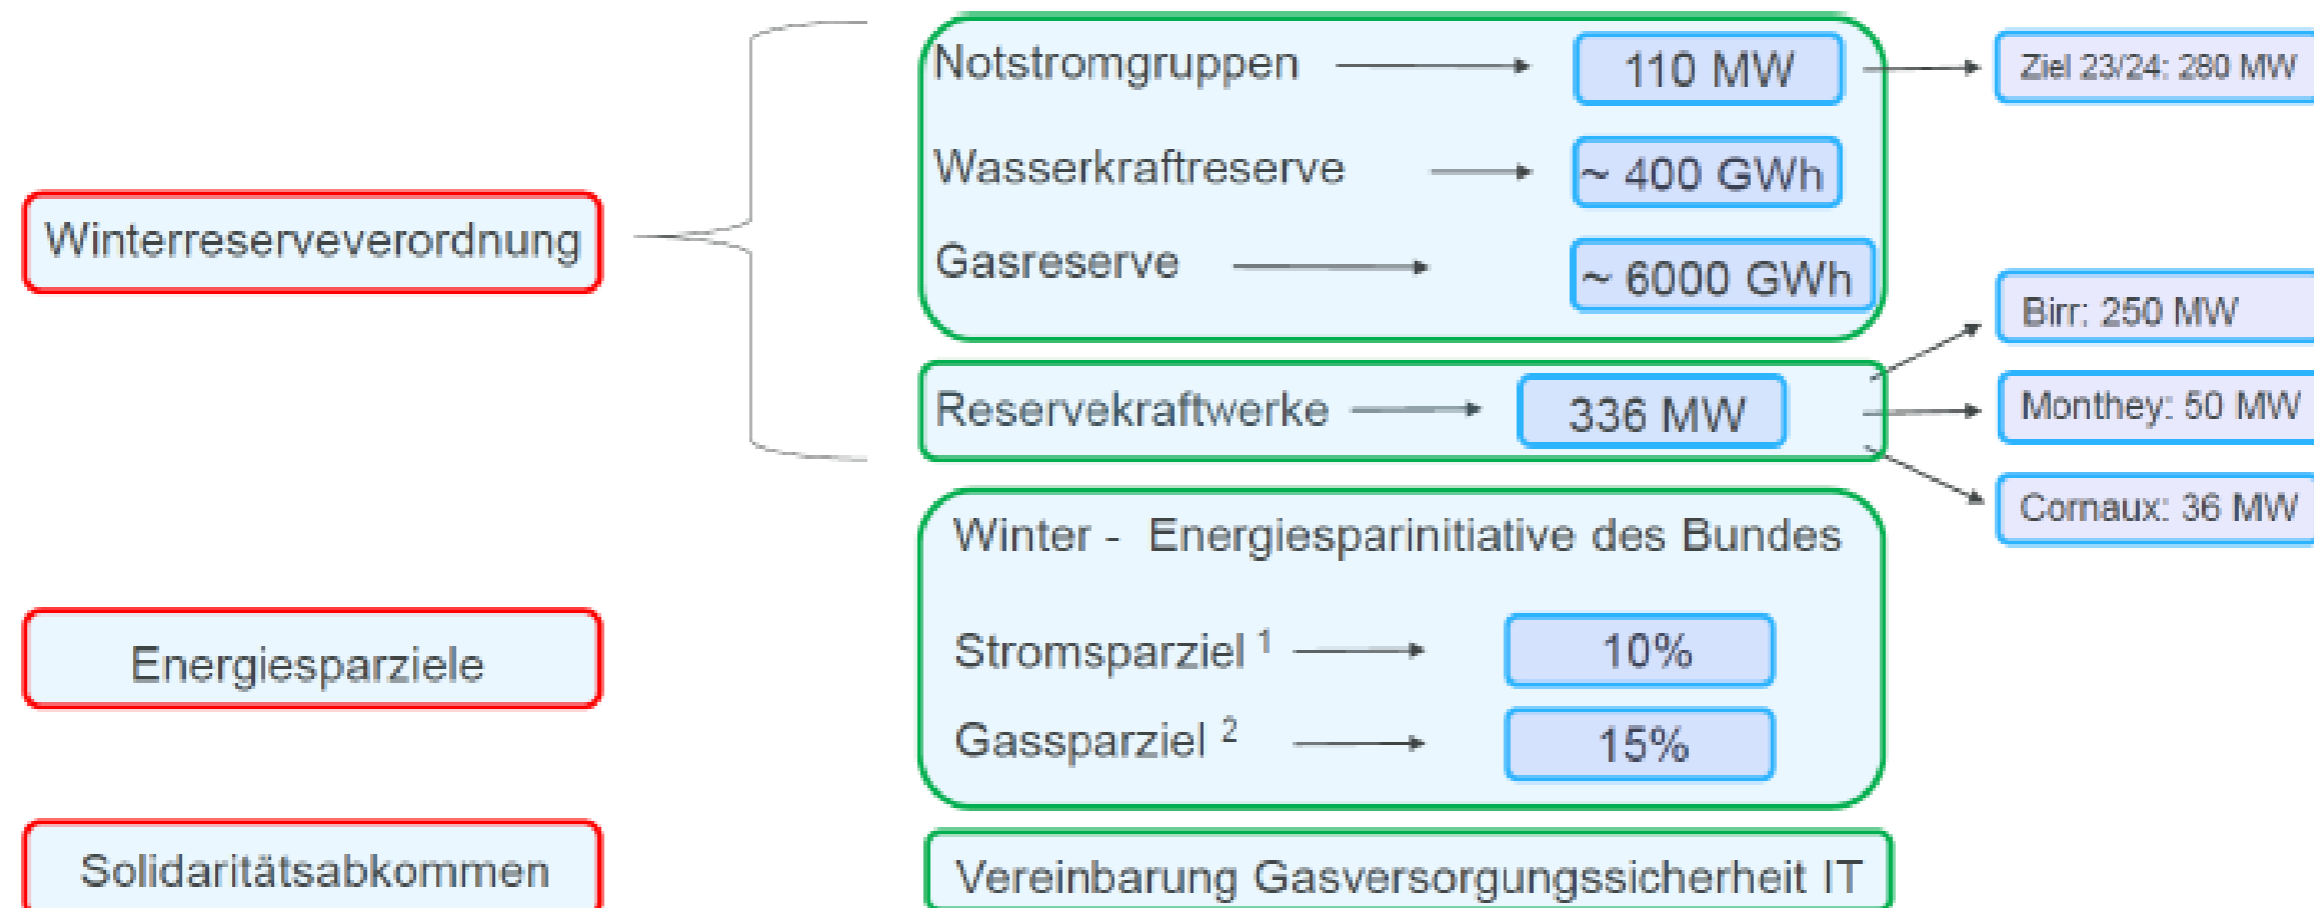 Notstromgruppen
110 MW
Ziel 23/24: 280 MW
Wasserkraftreserve
~ 400 GWh
Winterreserveverordnung
Gasreserve
~ 6000 GWh
Birr: 250 MW
Reservekraftwerke
336 MW
Monthey: 50 MW
Cornaux: 36 MW
Winter - Energiesparinitiative des Bundes
Energiesparziele
Stromsparziel 1
10%
Gassparziel 2
15%
Solidaritätsabkommen
Vereinbarung Gasversorgungssicherheit IT